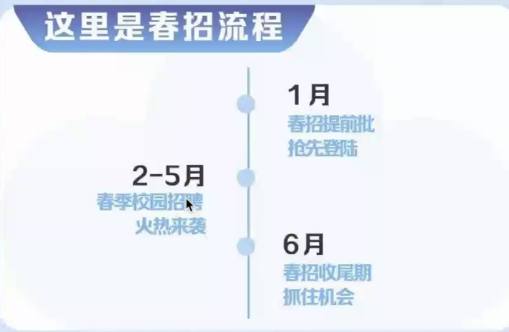 这里是春招流程
1月
春招提前批
抢先登陆
2-5月
春季校园招聘
火热来袭
6月
春招收尾期
抓住机会